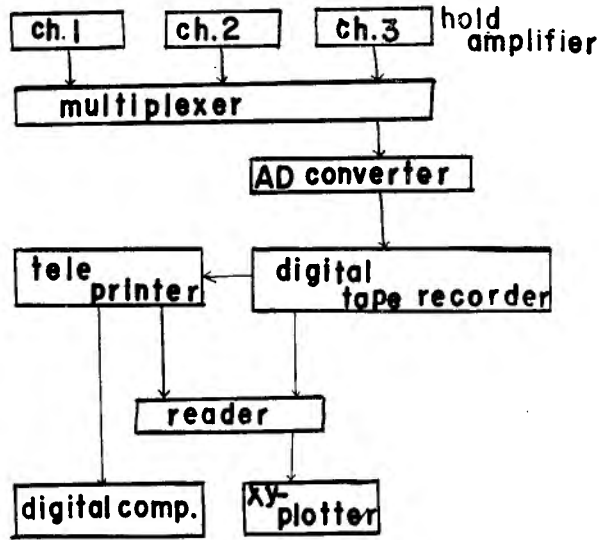 ch.1 ch.2 ch.3 hold
amplifier
multiplexer
AD converter
tele
printer
digital
tape recorder
reader
digital comp.
xy-
plotter